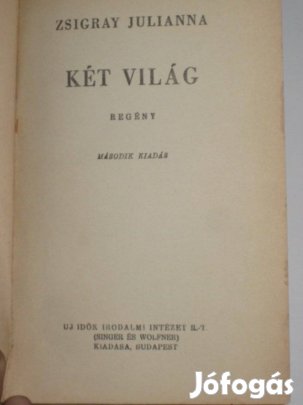 ZSIGRAY JULIANNA
KÉT VILÁG
REGÉNY
MÁSODIK KIADÁS
UJ IDŐK IRODALMI INTÉZET R.-T.
(SINGER ÉS WOLFNER)
KIADÁSA, BUDAPEST
Jófogás